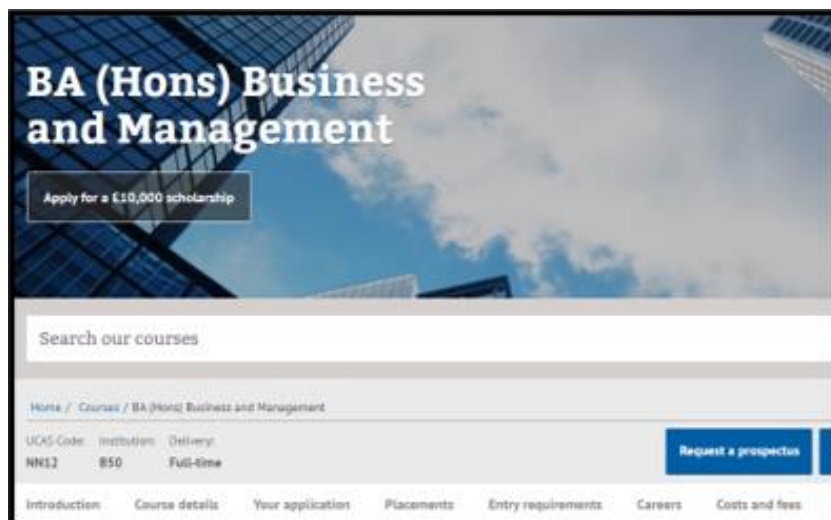 BA (Hons) Business
and Management
Apply for a £10,000 scholarship
Search our courses
Home / Courses / BA (Hons) Business and Management
UCAS Code: Institution: Delivery:
NN12 B50 Full-time
Request a prospectus
Introduction Course details Your application Placements Entry requirements Careers Costs and fees